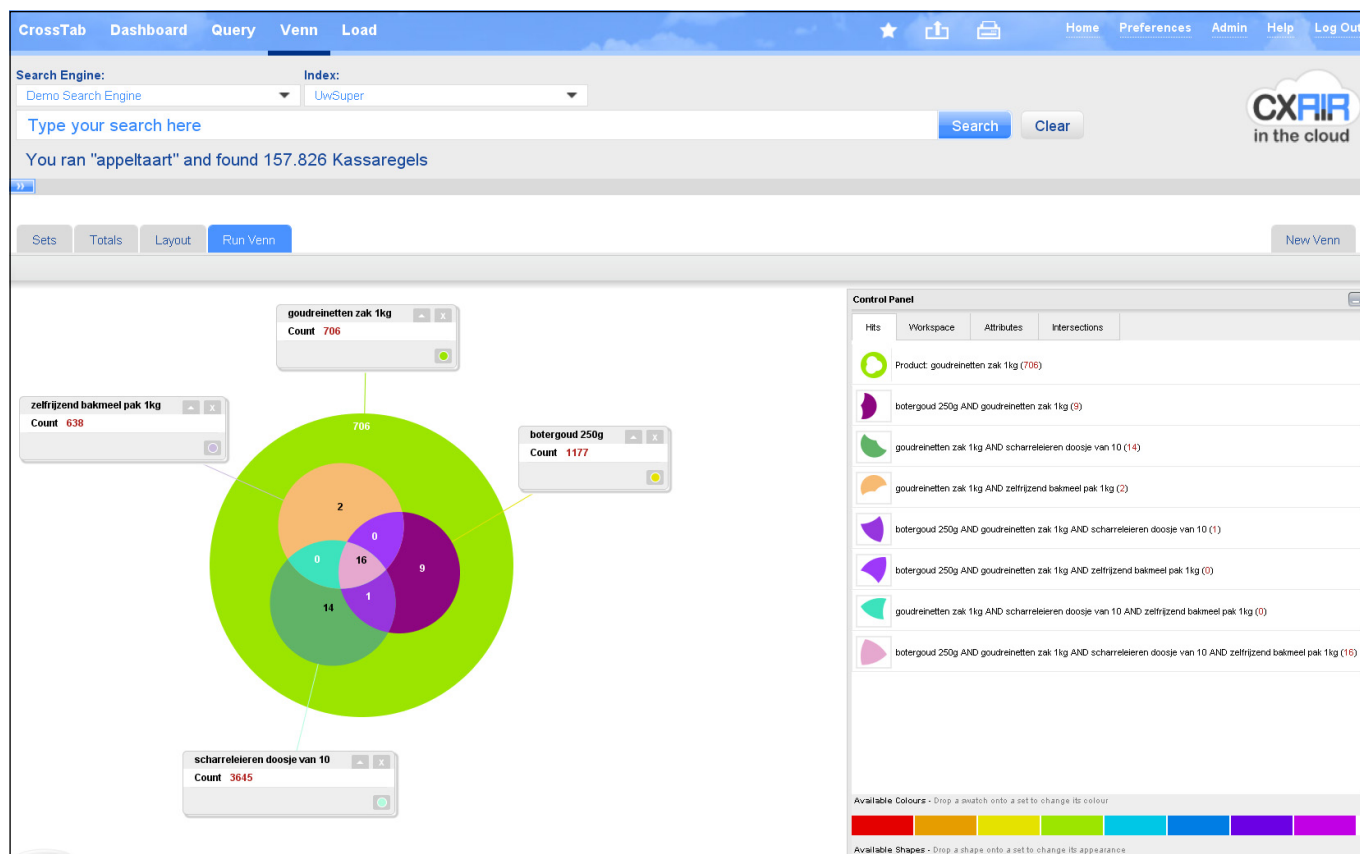 CrossTab Dashboard Query Venn Load Home Preferences Admin Help Log Out
Search Engine: Index:
Demo Search Engine UwSuper
Type your search here Search Clear
CXAIR
in the cloud
You ran "appeltaart" and found 157.826 Kassaregels
Sets Totals Layout Run Venn New Venn
goudreinetten zak 1kg x
Count 706
zelfrijzend bakmeel pak 1kg x
Count 638
botergoud 250g x
Count 1177
706
2
0
0
16
9
1
14
scharreleieren doosje van 10 x
Count 3645
Control Panel
Hits Workspace Attributes Intersections
Product: goudreinetten zak 1kg (706)
botergoud 250g AND goudreinetten zak 1kg (9)
goudreinetten zak 1kg AND scharreleieren doosje van 10 (14)
goudreinetten zak 1kg AND zelfrijzend bakmeel pak 1kg (2)
botergoud 250g AND goudreinetten zak 1kg AND scharreleieren doosje van 10 (1)
botergoud 250g AND goudreinetten zak 1kg AND zelfrijzend bakmeel pak 1kg (0)
goudreinetten zak 1kg AND scharreleieren doosje van 10 AND zelfrijzend bakmeel pak 1kg (0)
botergoud 250g AND goudreinetten zak 1kg AND scharreleieren doosje van 10 AND zelfrijzend bakmeel pak 1kg (16)
Available Colours - Drop a swatch onto a set to change its colour
Available Shapes - Drop a shape onto a set to change its appearance